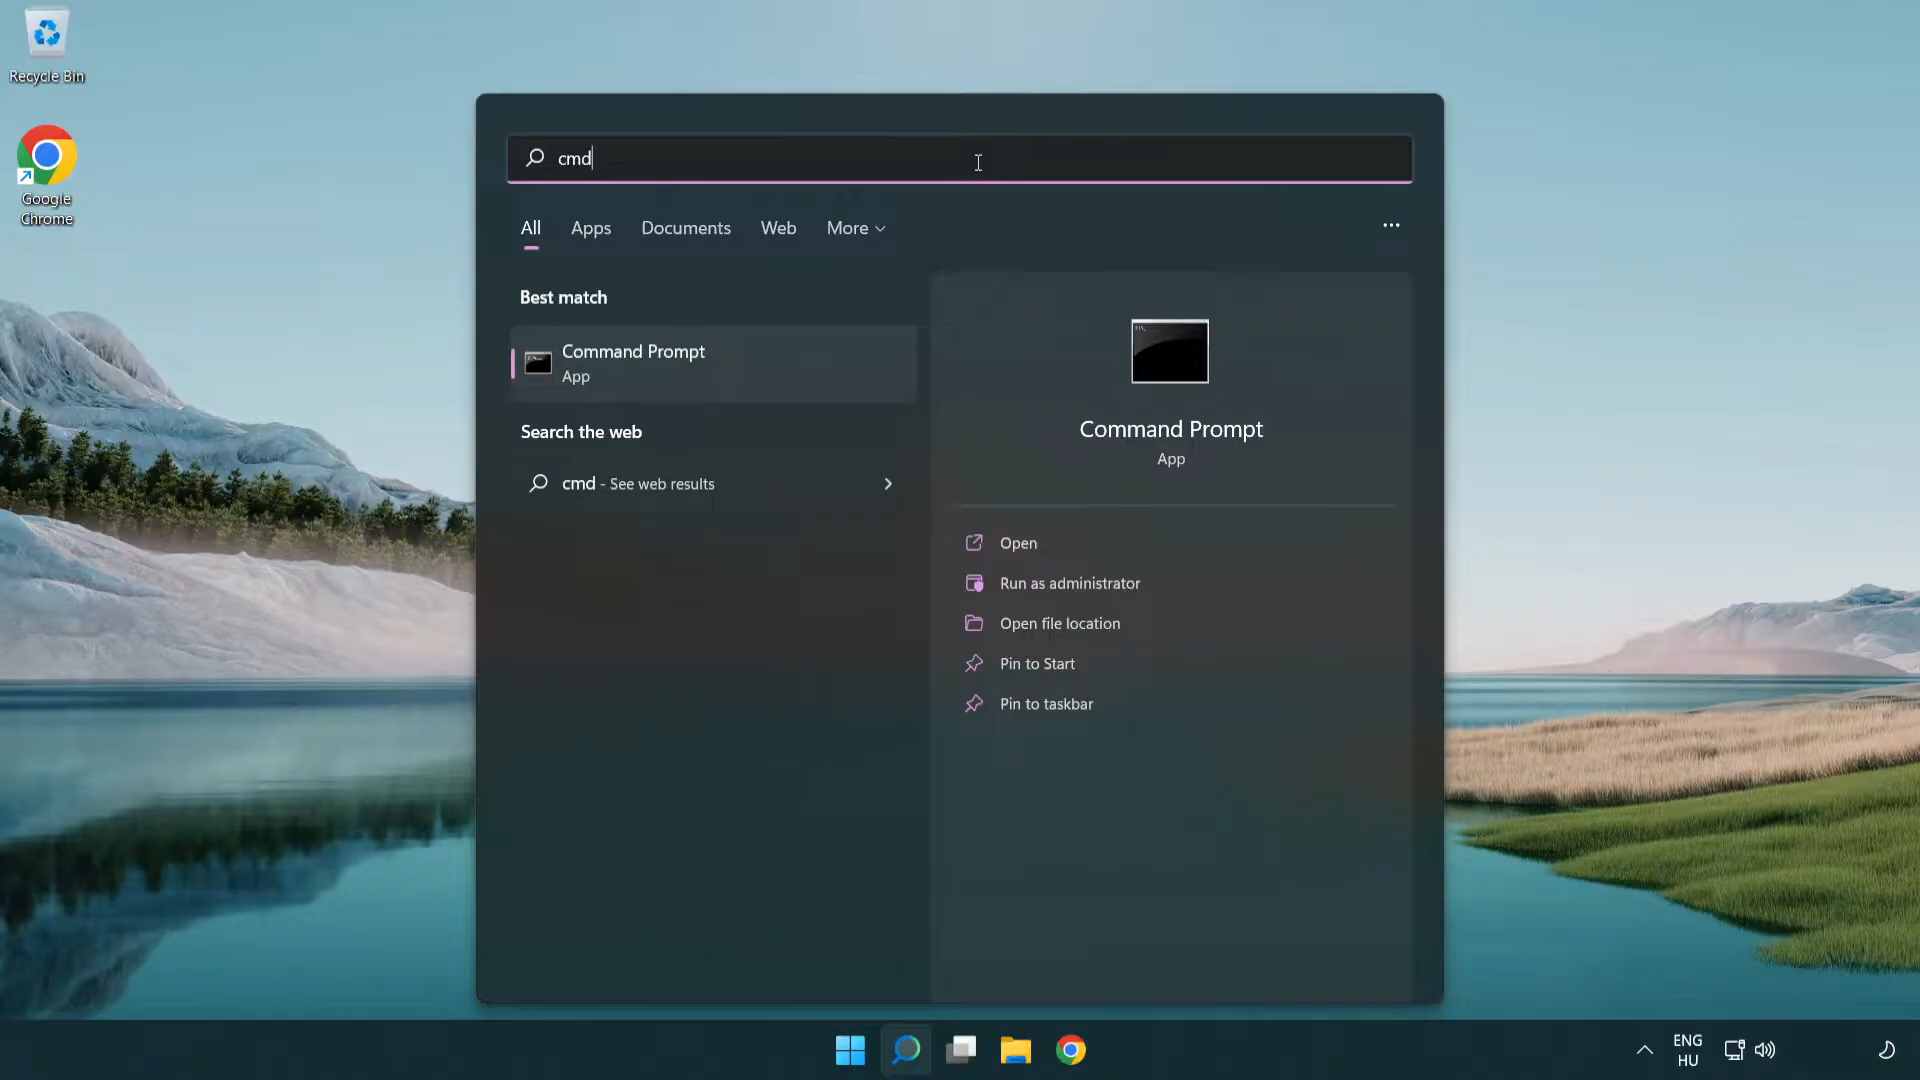 Recycle Bin
Google
Chrome
cmd
All Apps Documents Web More
Best match
Command Prompt
App
Search the web
cmd - See web results
Command Prompt
App
Open
Run as administrator
Open file location
Pin to Start
Pin to taskbar
ENG
HU